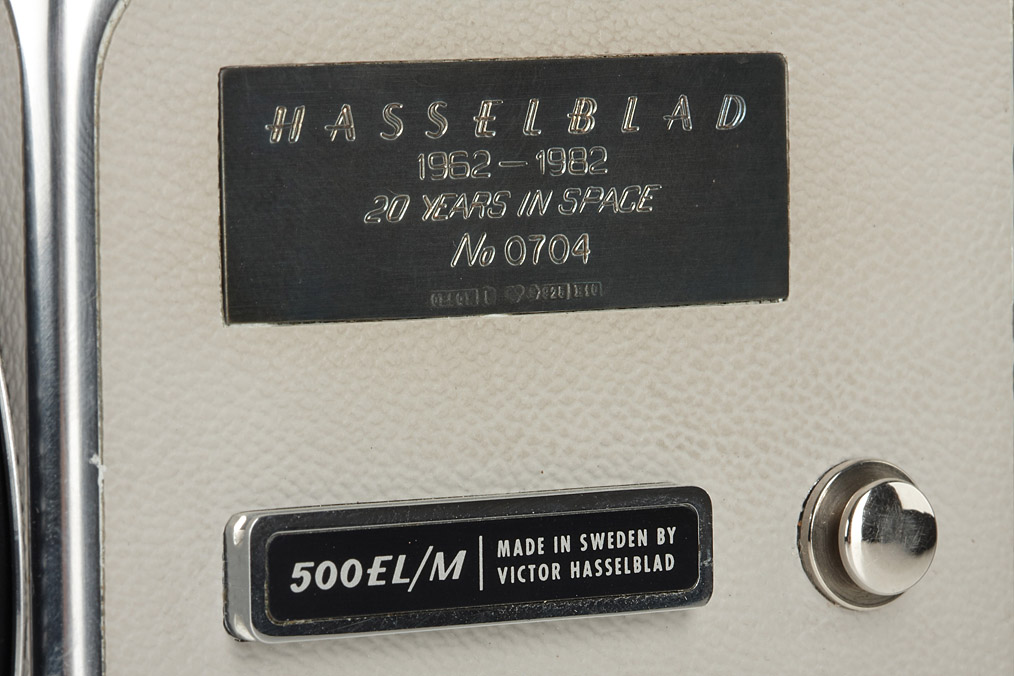 HASSELBLAD
1962 – 1982
20 YEARS IN SPACE
No 0704
500EL/M
MADE IN SWEDEN BY
VICTOR HASSELBLAD